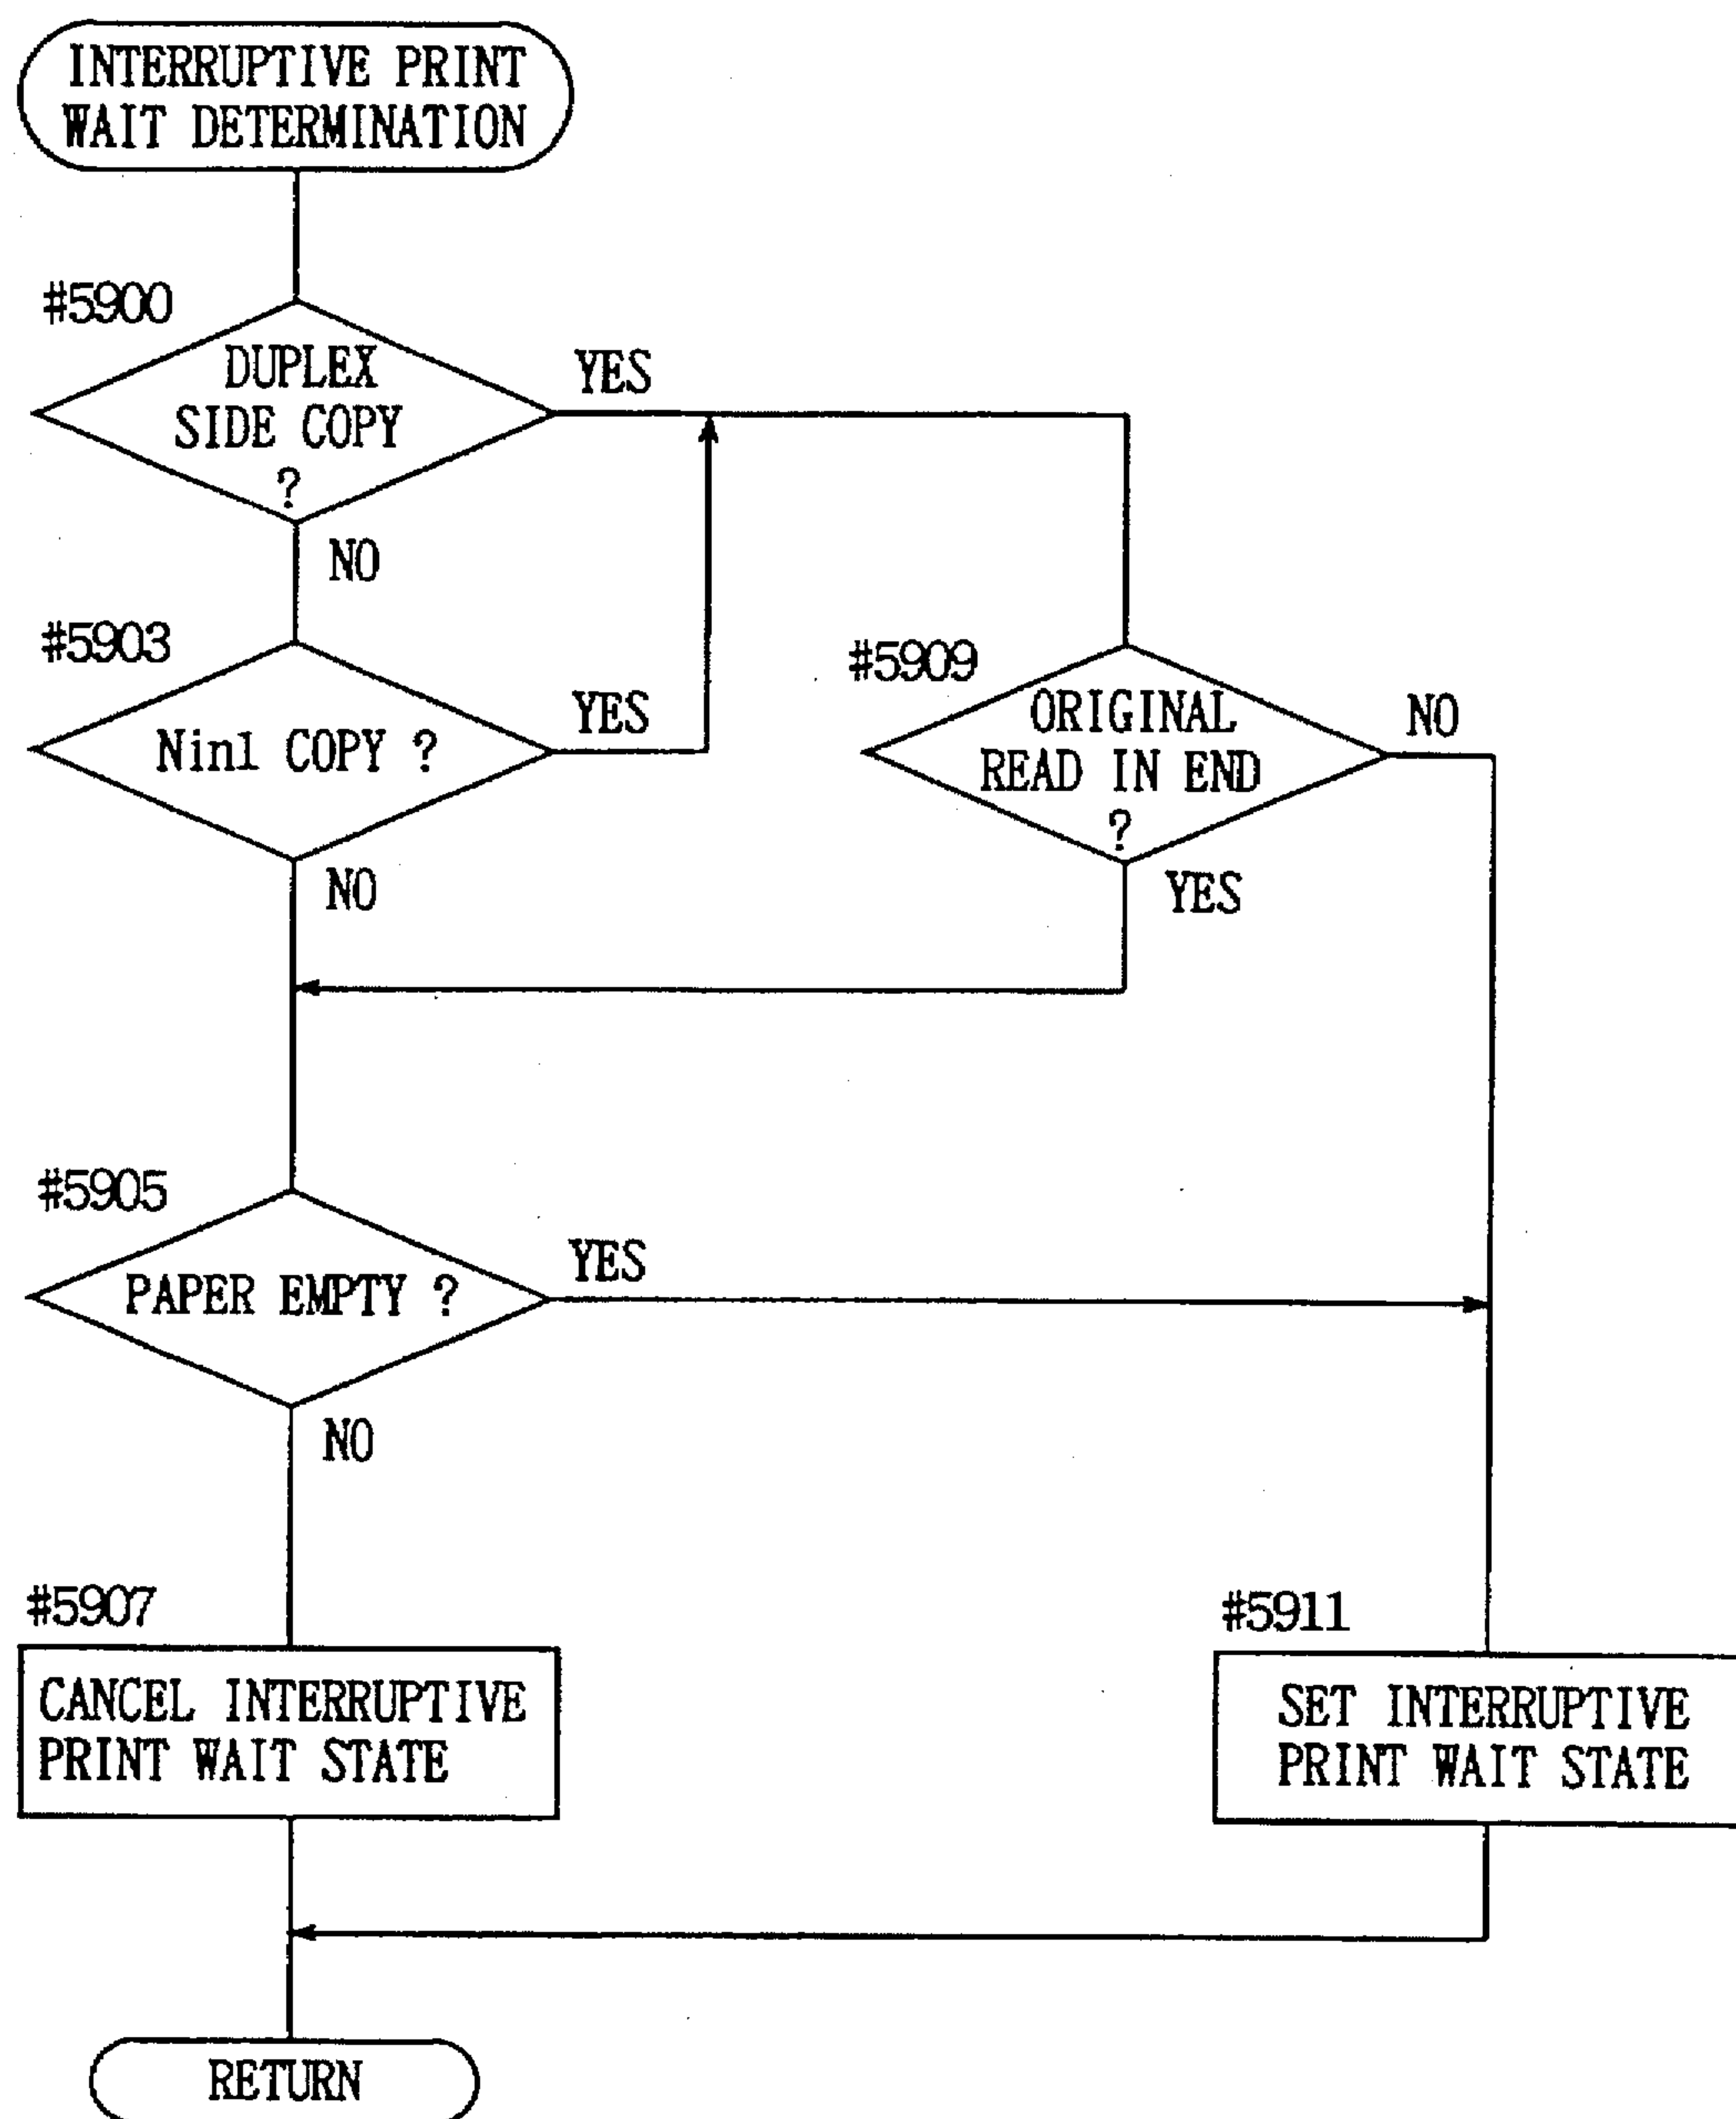 INTERRUPTIVE PRINT
WAIT DETERMINATION
#5900
DUPLEX
SIDE COPY
?
YES
NO
#5903
Nin1 COPY ?
YES
NO
#5909
ORIGINAL
READ IN END
?
NO
YES
#5905
PAPER EMPTY ?
YES
NO
#5907
CANCEL INTERRUPTIVE
PRINT WAIT STATE
#5911
SET INTERRUPTIVE
PRINT WAIT STATE
RETURN